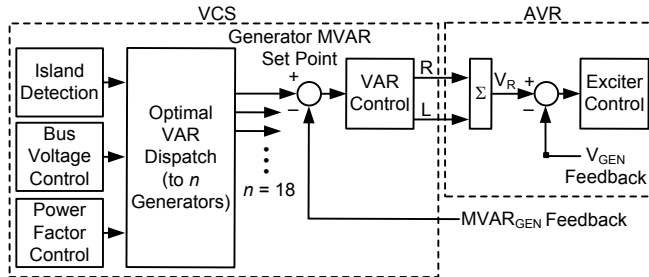 VCS
AVR
Generator MVAR
Set Point
Island
Detection
Bus
Voltage
Control
Power
Factor
Control
Optimal
VAR
Dispatch
(to n
Generators)
n = 18
+
−
VAR
Control
R
L
Σ
V_R
+
−
Exciter
Control
V_GEN
Feedback
MVAR_GEN Feedback